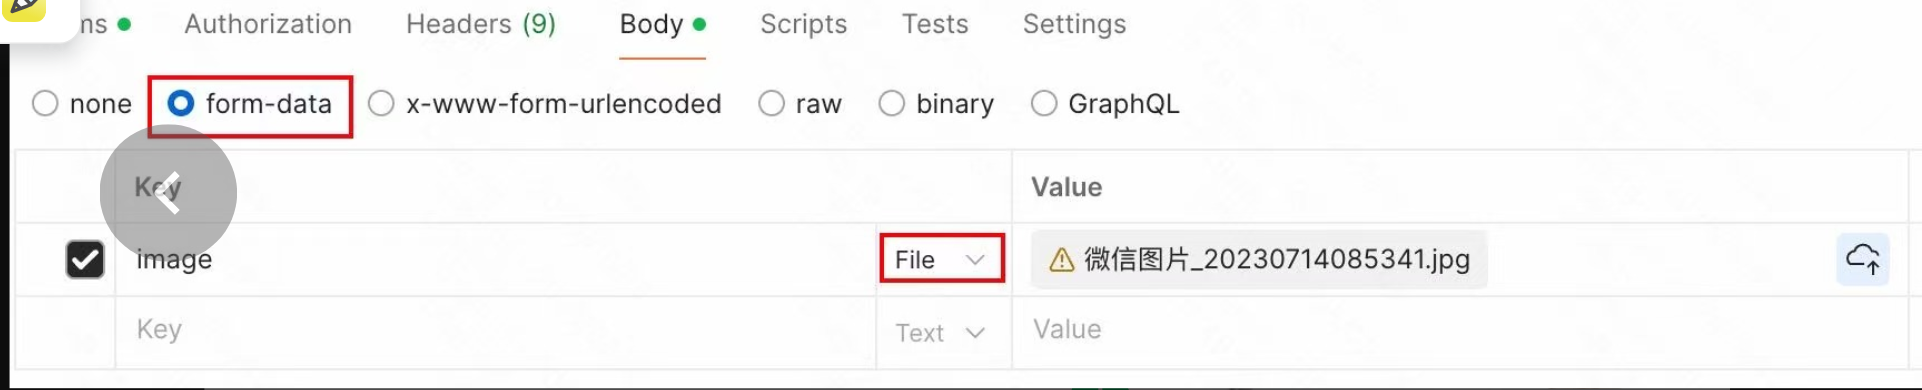 ms Authorization Headers (9) Body Scripts Tests Settings
none form-data x-www-form-urlencoded raw binary GraphQL
Key Value
image File 微信图片_20230714085341.jpg
Key Text Value